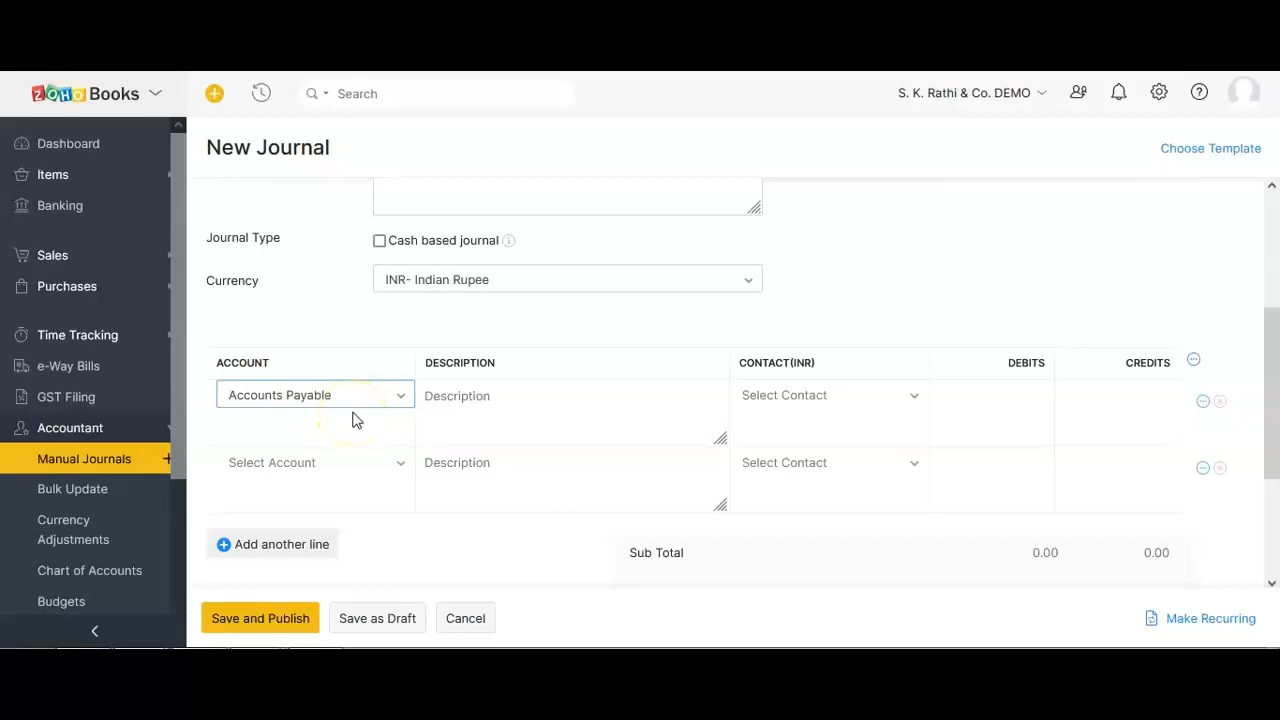 ZOHO Books
Search
S. K. Rathi & Co. DEMO
Dashboard
Items
Banking
Sales
Purchases
Time Tracking
e-Way Bills
GST Filing
Accountant
Manual Journals +
Bulk Update
Currency
Adjustments
Chart of Accounts
Budgets
New Journal
Choose Template
Journal Type
Cash based journal
Currency
INR- Indian Rupee
ACCOUNT DESCRIPTION CONTACT(INR) DEBITS CREDITS
Accounts Payable Description Select Contact
Select Account Description Select Contact
Add another line
Sub Total 0.00 0.00
Save and Publish Save as Draft Cancel Make Recurring